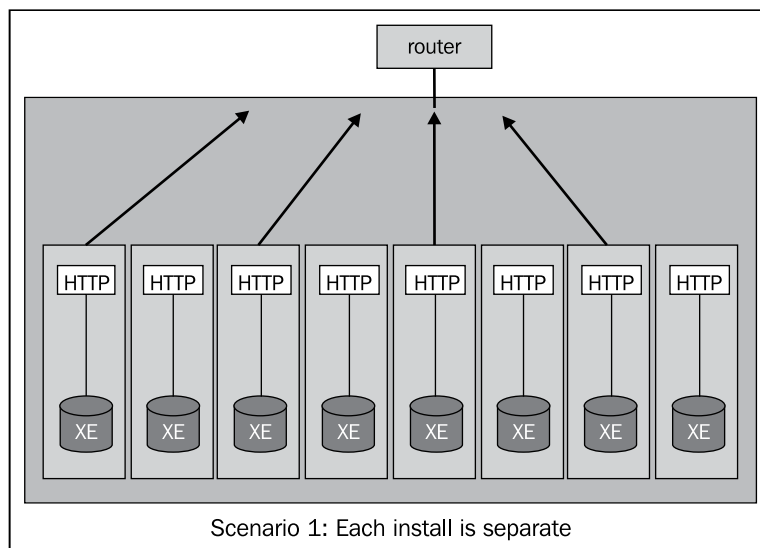 router
HTTP HTTP HTTP HTTP HTTP HTTP HTTP HTTP
XE XE XE XE XE XE XE XE
Scenario 1: Each install is separate